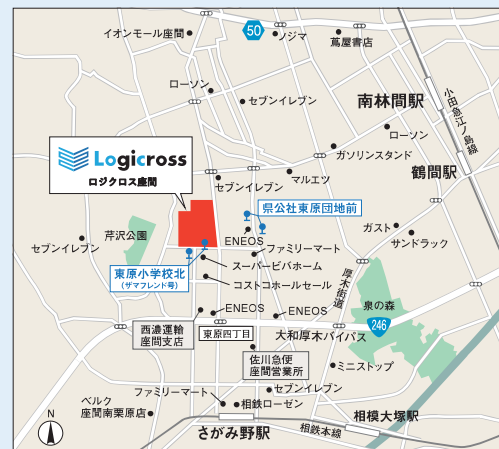 イオンモール座間
50
ノジマ
蔦屋書店
ローソン
セブンイレブン
南林間駅
小田急江ノ島線
ローソン
Logicross
ロジクロス座間
ガソリンスタンド
鶴間駅
マルエツ
セブンイレブン
県公社東原団地前
芹沢公園
セブンイレブン
ENEOS
ガスト
サンドラッグ
ファミリーマート
東原小学校北
(ザマフレンド号)
スーパービバホーム
コストコホールセール
厚木街道
泉の森
ENEOS
ENEOS
246
西濃運輸
座間支店
東原四丁目
大和厚木バイパス
佐川急便
座間営業所
ミニストップ
セブンイレブン
ファミリーマート
相鉄ローゼン
ベルク
座間南栗原店
N
さがみ野駅
相模大塚駅
相鉄本線